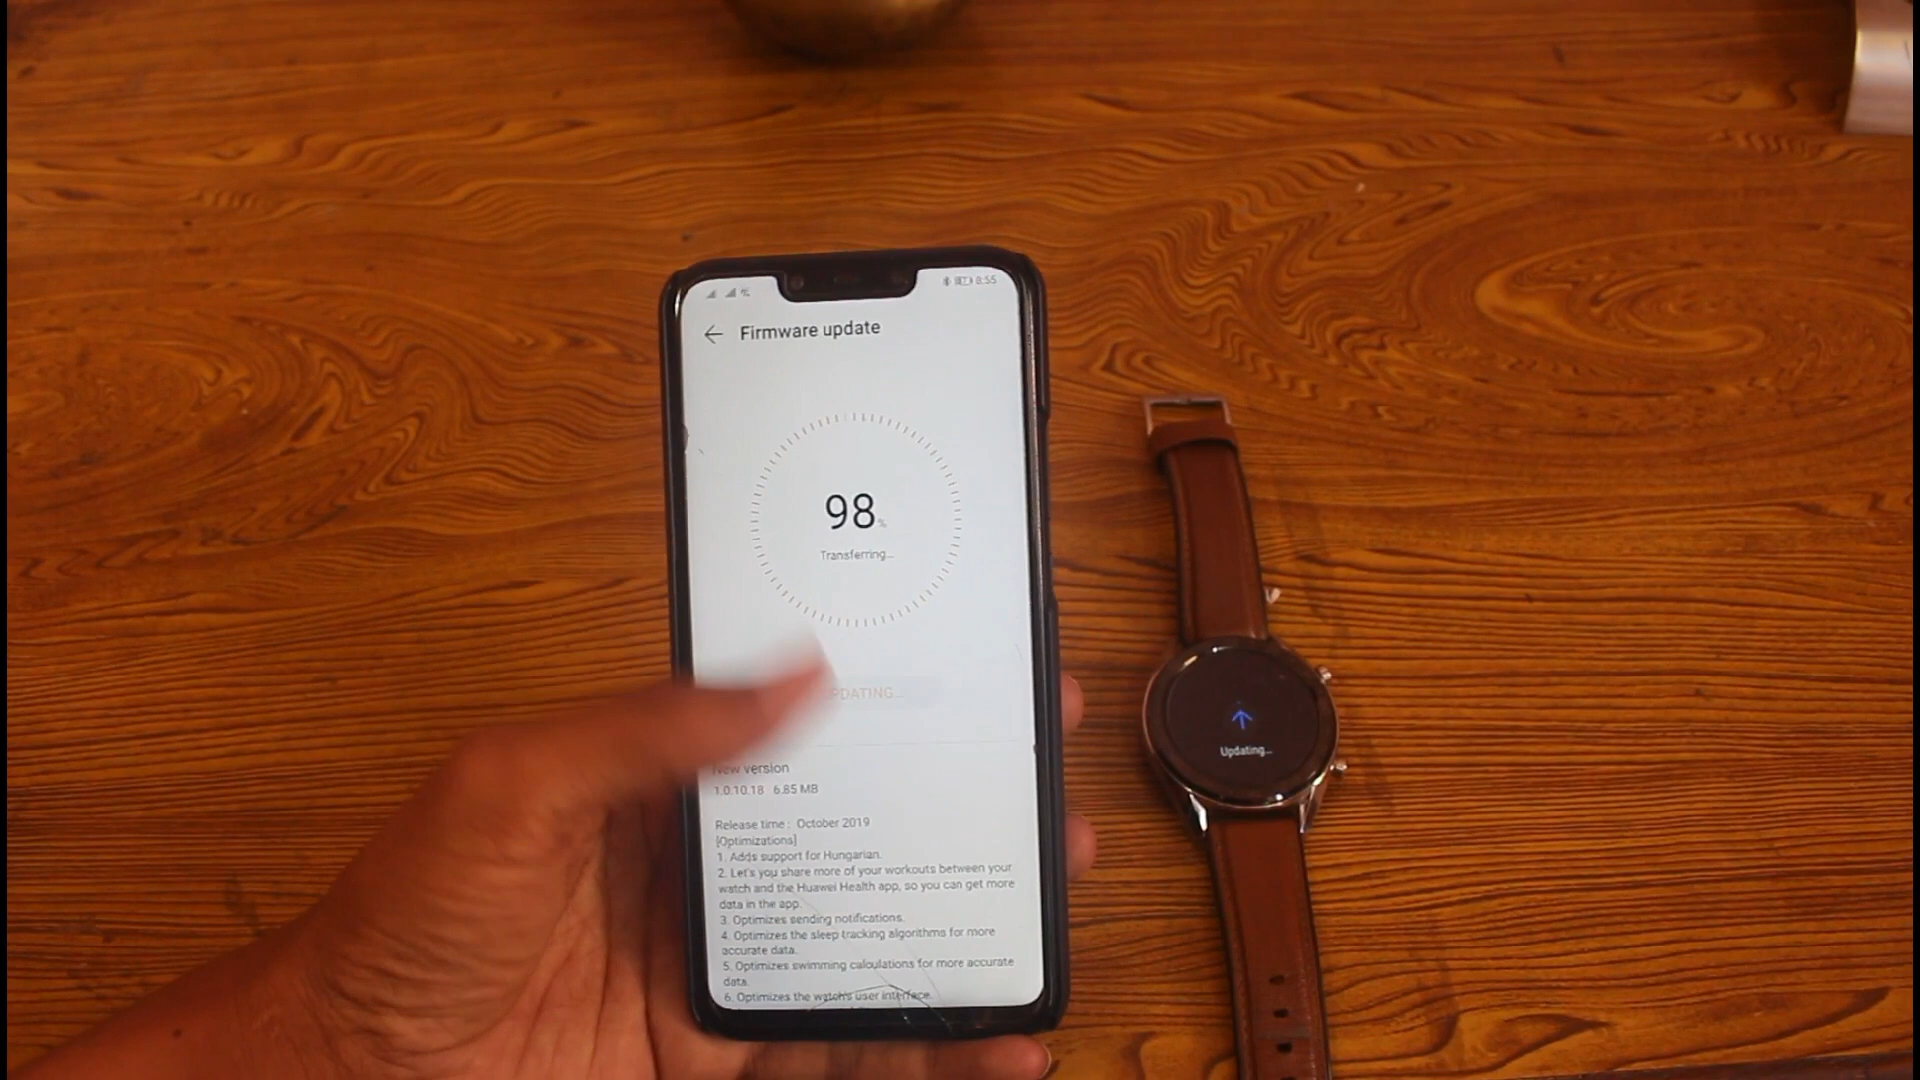 8:55
Firmware update
98%
Transferring...
PDATING...
New version
1.0.10.18 6.85 MB
Release time : October 2019
[Optimizations]
1. Adds support for Hungarian.
2. Let's you share more of your workouts between your
watch and the Huawei Health app, so you can get more
data in the app.
3. Optimizes sending notifications.
4. Optimizes the sleep tracking algorithms for more
accurate data.
5. Optimizes swimming calculations for more accurate
data.
6. Optimizes the watch's user interface.
Updating...